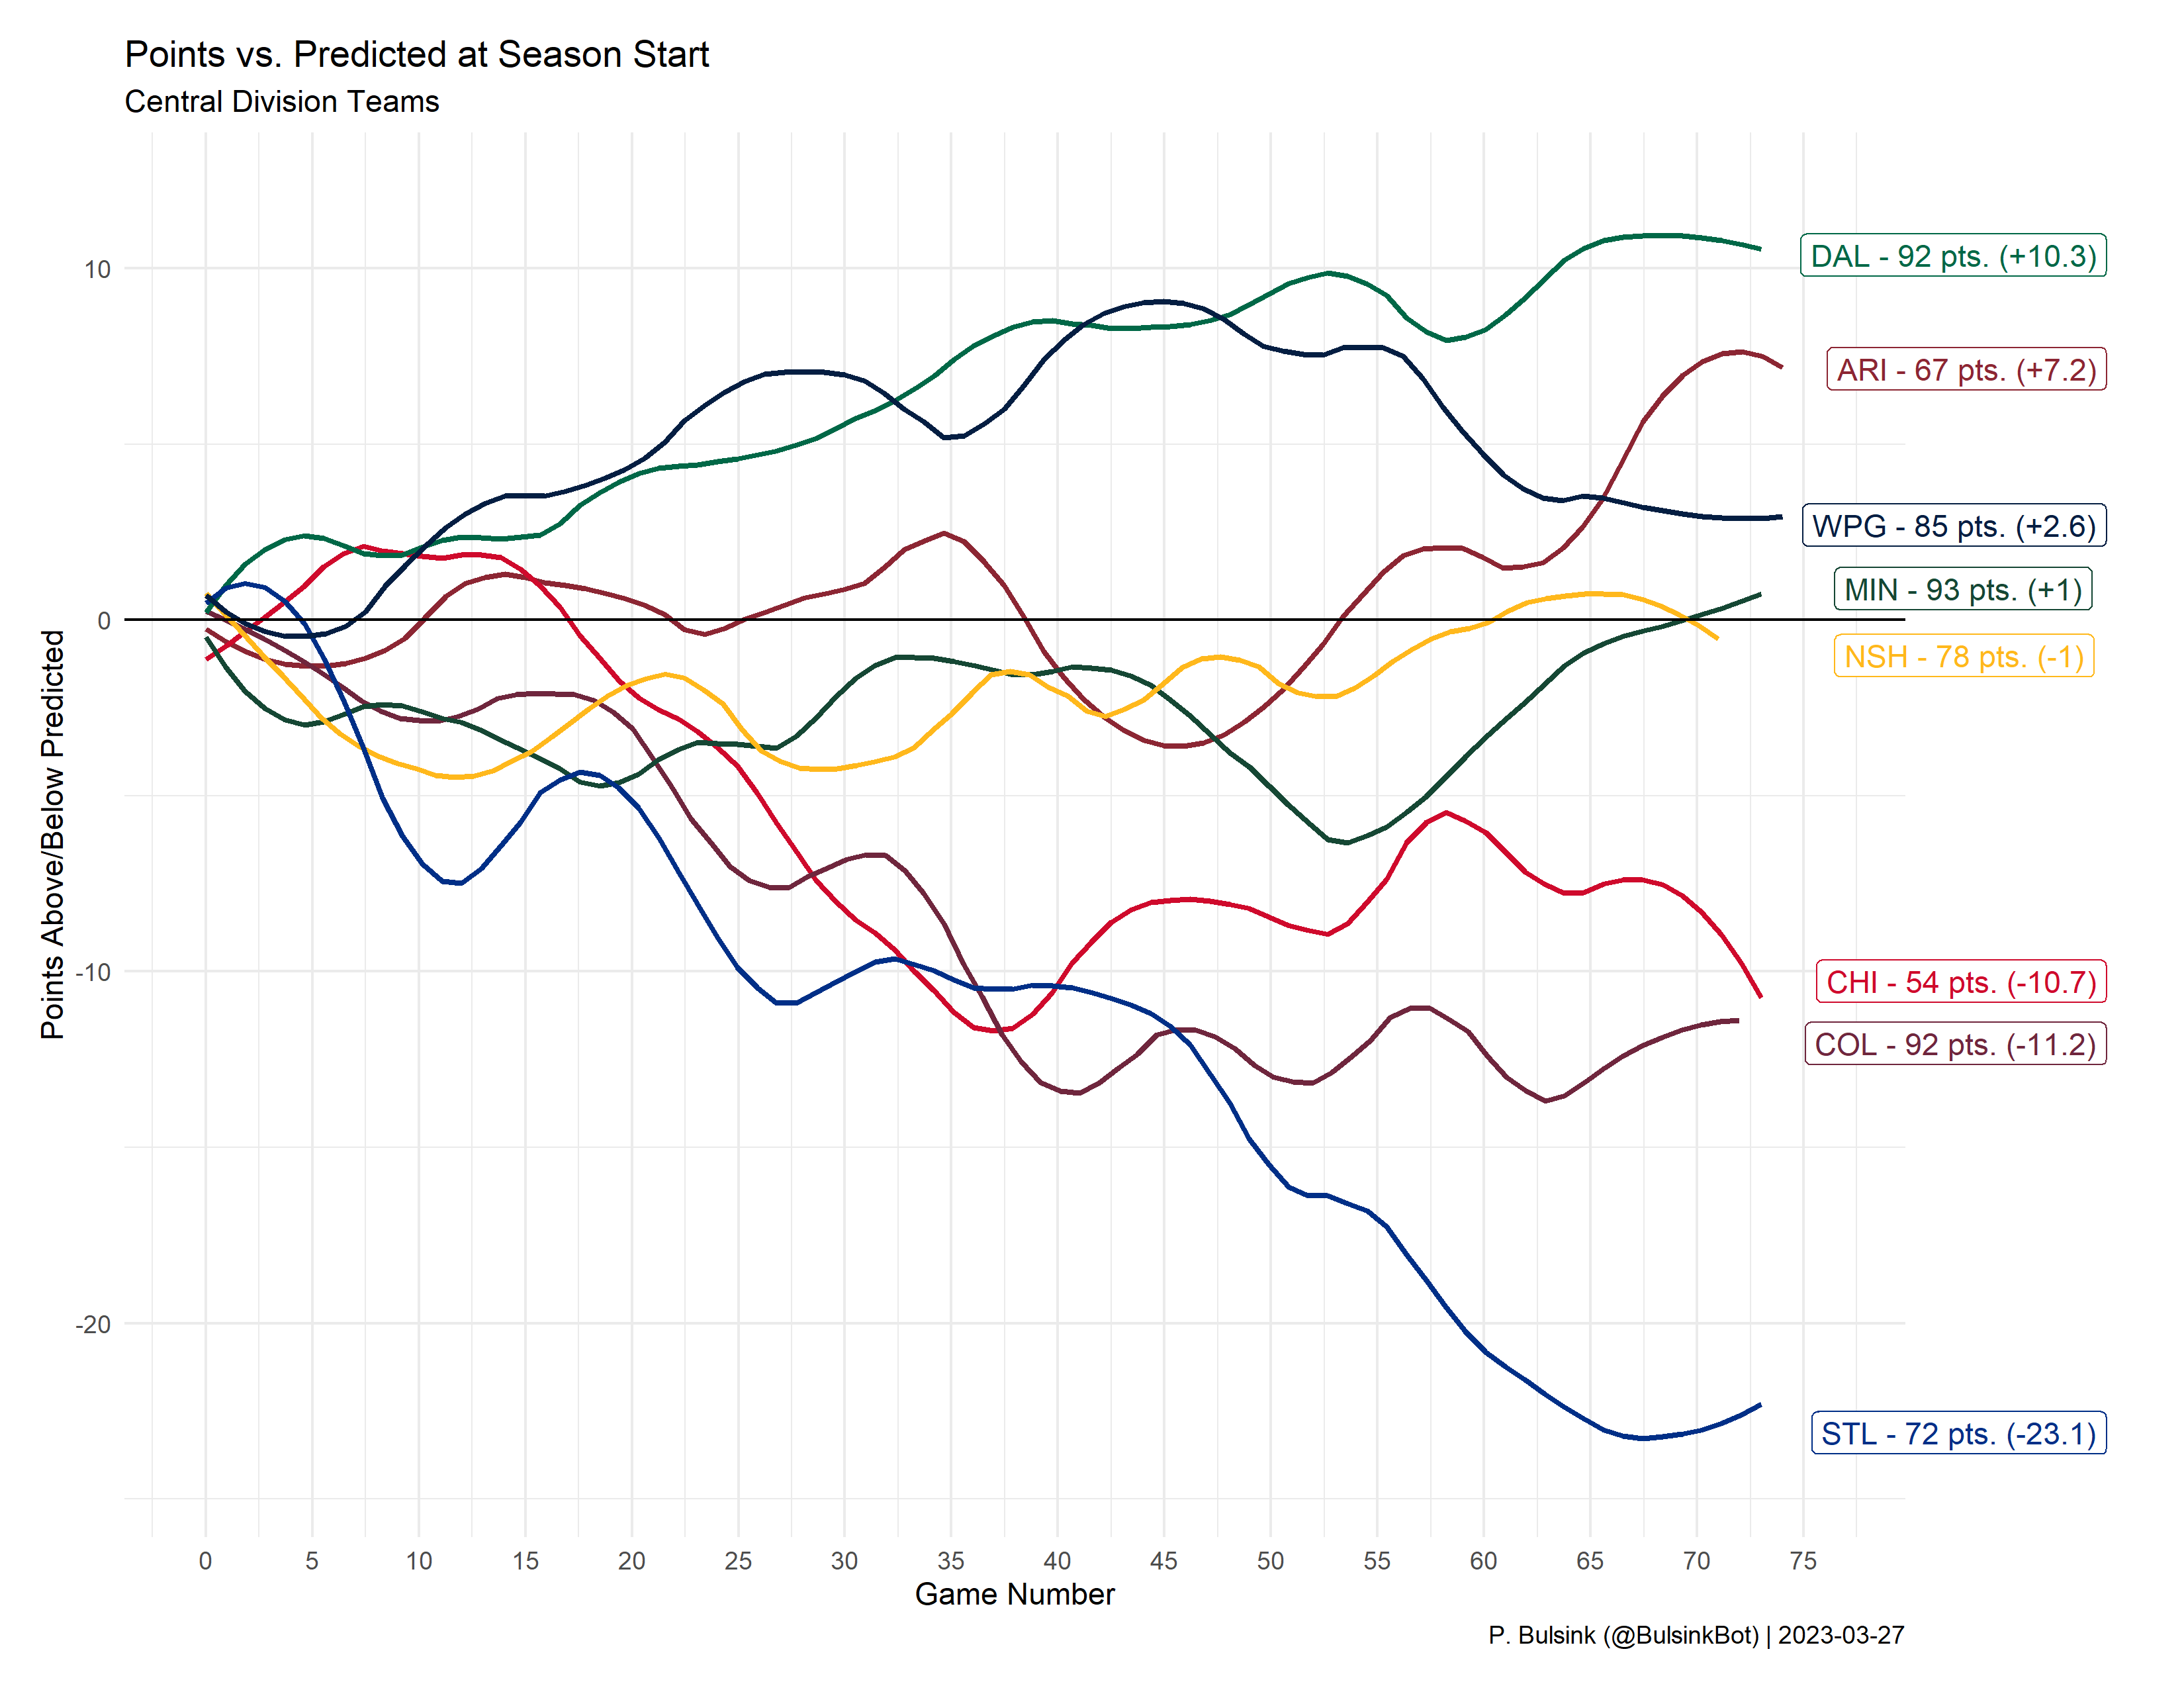 Points vs. Predicted at Season Start
Central Division Teams
Points Above/Below Predicted
10
0
-10
-20
DAL - 92 pts. (+10.3)
ARI - 67 pts. (+7.2)
WPG - 85 pts. (+2.6)
MIN - 93 pts. (+1)
NSH - 78 pts. (-1)
CHI - 54 pts. (-10.7)
COL - 92 pts. (-11.2)
STL - 72 pts. (-23.1)
0 5 10 15 20 25 30 35 40 45 50 55 60 65 70 75
Game Number
P. Bulsink (@BulsinkBot) | 2023-03-27